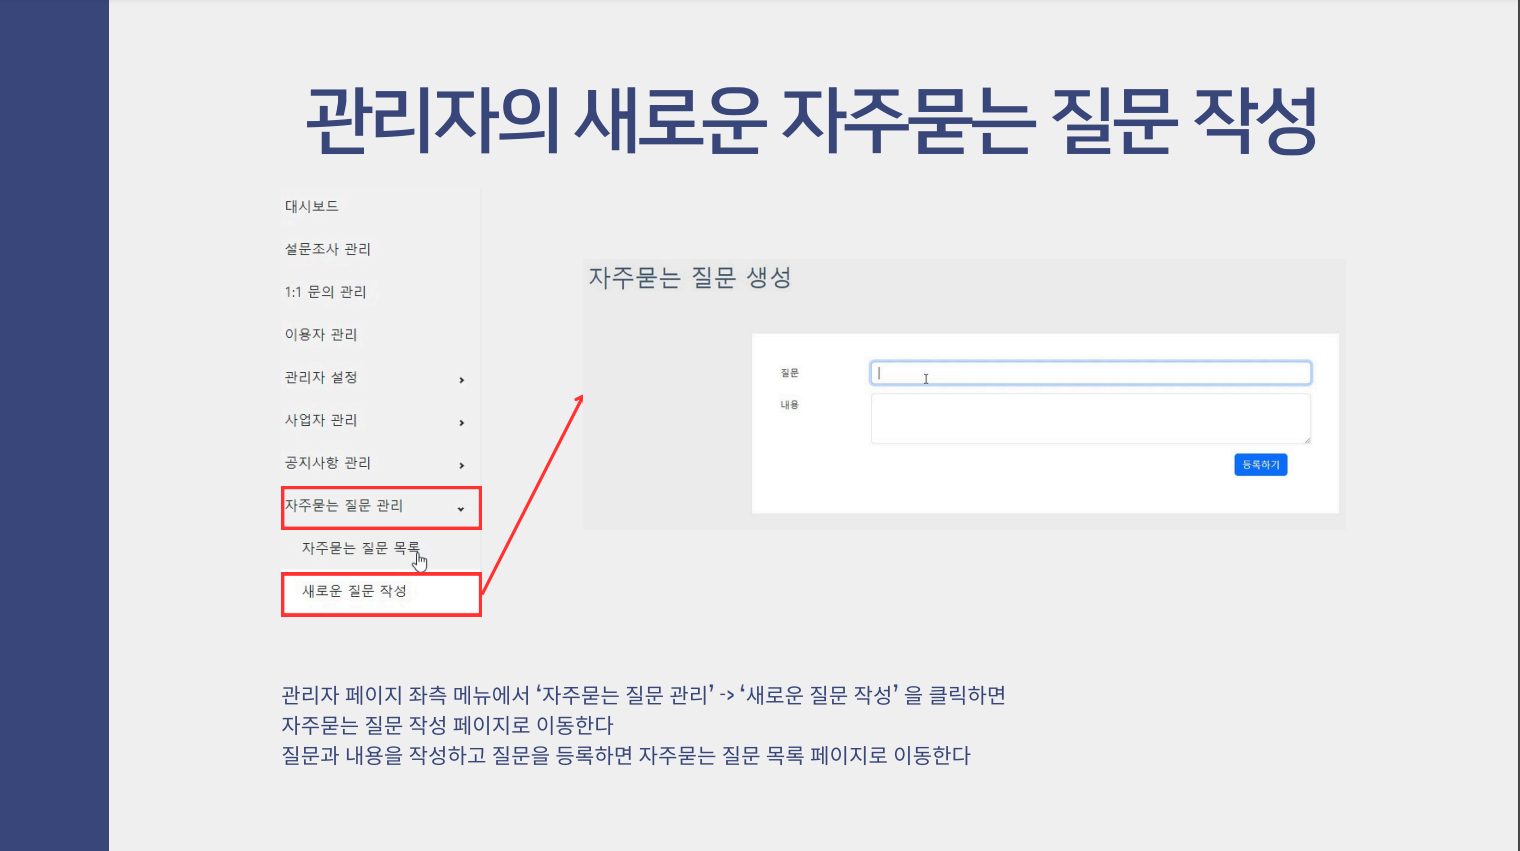 관리자의 새로운 자주묻는 질문 작성
대시보드
설문조사 관리
1:1 문의 관리
이용자 관리
관리자 설정
사업자 관리
공지사항 관리
자주묻는 질문 관리
자주묻는 질문 목록
새로운 질문 작성
자주묻는 질문 생성
질문
내용
등록하기
관리자 페이지 좌측 메뉴에서 ‘자주묻는 질문 관리’ -> ‘새로운 질문 작성’ 을 클릭하면
자주묻는 질문 작성 페이지로 이동한다
질문과 내용을 작성하고 질문을 등록하면 자주묻는 질문 목록 페이지로 이동한다